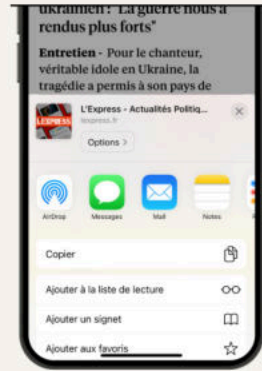 ukrainien : "La guerre nous a
rendus plus forts"
Entretien - Pour le chanteur,
véritable idole en Ukraine, la
tragédie a permis à son pays de
L'EXPRESS
L'Express - Actualités Politiq...
lexpress.fr
Options >
AirDrop
Messages
Mail
Notes
Copier
Ajouter à la liste de lecture
Ajouter un signet
Ajouter aux favoris